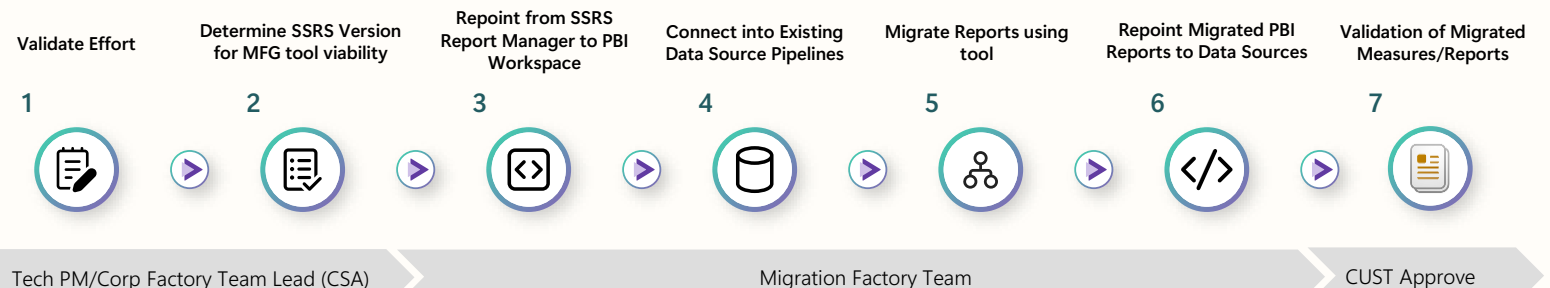 Validate Effort
Determine SSRS Version
for MFG tool viability
Repoint from SSRS
Report Manager to PBI
Workspace
Connect into Existing
Data Source Pipelines
Migrate Reports using
tool
Repoint Migrated PBI
Reports to Data Sources
Validation of Migrated
Measures/Reports
1
2
3
4
5
6
7
Tech PM/Corp Factory Team Lead (CSA)
Migration Factory Team
CUST Approve